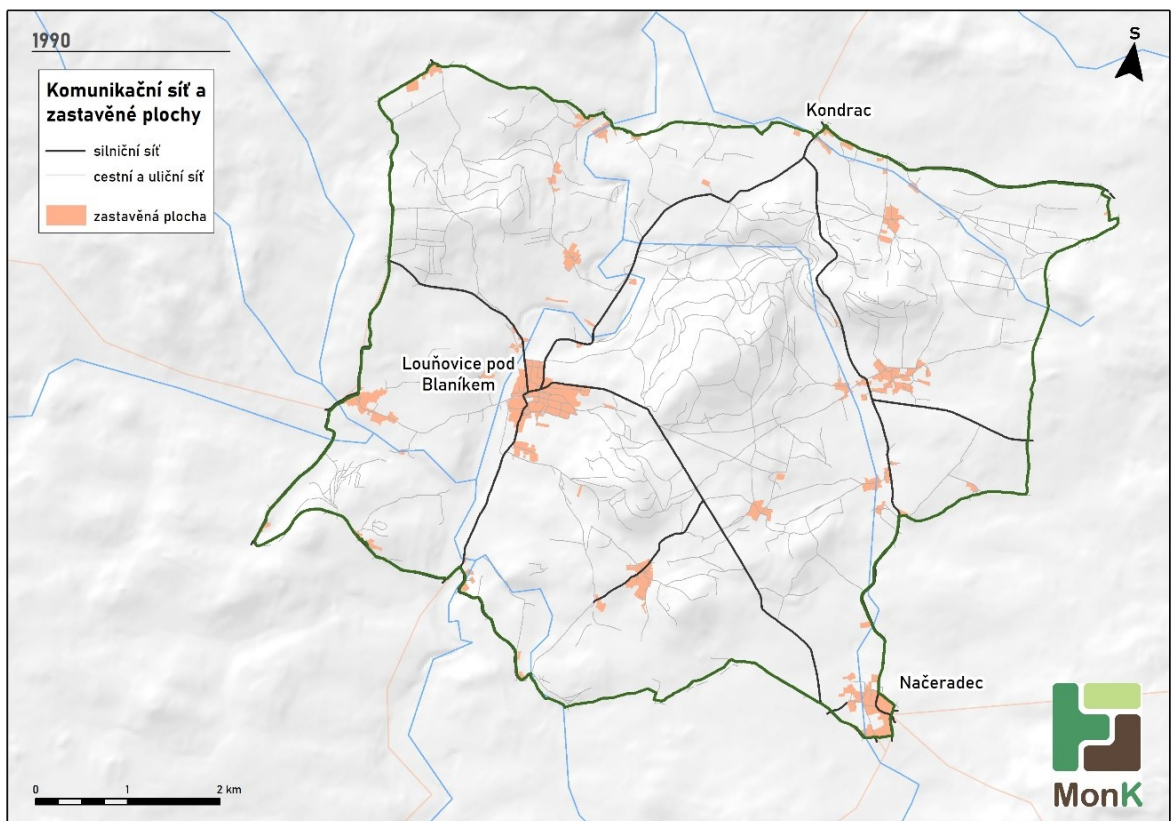 1990
S
Komunikační síť a
zastavěné plochy
silniční síť
cestní a uliční síť
zastavěná plocha
Kondrac
Louňovice pod
Blaníkem
Načeradec
0 1 2 km
MonK